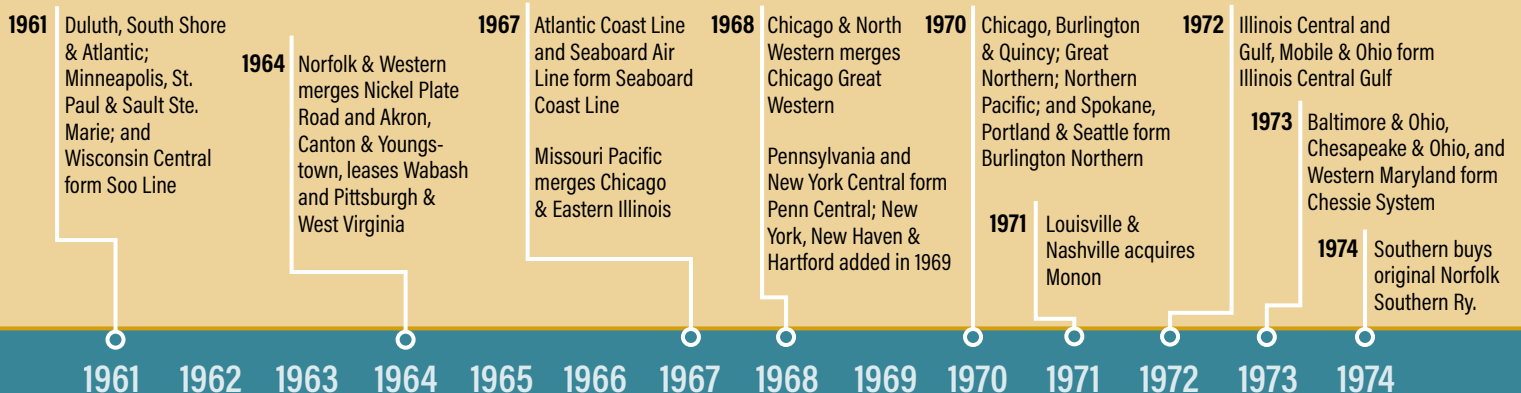 1961
Duluth, South Shore
& Atlantic;
Minneapolis, St.
Paul & Sault Ste.
Marie; and
Wisconsin Central
form Soo Line
1964
Norfolk & Western
merges Nickel Plate
Road and Akron,
Canton & Youngs-
town, leases Wabash
and Pittsburgh &
West Virginia
1967
Atlantic Coast Line
and Seaboard Air
Line form Seaboard
Coast Line
Missouri Pacific
merges Chicago
& Eastern Illinois
1968
Chicago & North
Western merges
Chicago Great
Western
Pennsylvania and
New York Central form
Penn Central; New
York, New Haven &
Hartford added in 1969
1970
Chicago, Burlington
& Quincy; Great
Northern; Northern
Pacific; and Spokane,
Portland & Seattle form
Burlington Northern
1971
Louisville &
Nashville acquires
Monon
1972
Illinois Central and
Gulf, Mobile & Ohio form
Illinois Central Gulf
1973
Baltimore & Ohio,
Chesapeake & Ohio, and
Western Maryland form
Chessie System
1974
Southern buys
original Norfolk
Southern Ry.
1961 1962 1963 1964 1965 1966 1967 1968 1969 1970 1971 1972 1973 1974